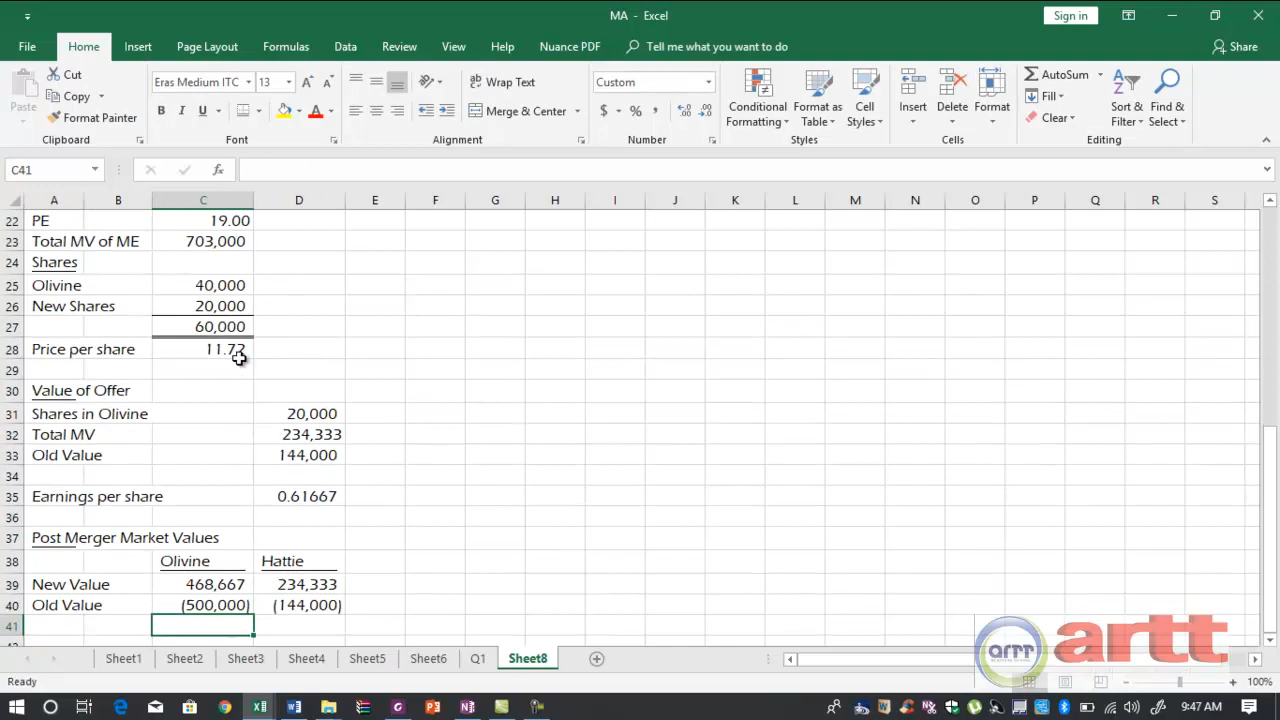 MA - Excel
Sign in
File Home Insert Page Layout Formulas Data Review View Help Nuance PDF Tell me what you want to do Share
Paste
Cut
Copy
Format Painter
Clipboard
Eras Medium ITC 13
B I U
Font
Wrap Text
Merge & Center
Alignment
Custom
$ % ,
Number
Conditional Formatting
Format as Table
Cell Styles
Styles
Insert Delete Format
Cells
AutoSum
Fill
Clear
Sort & Filter
Find & Select
Editing
C41 fx
A B C D E F G H I J K L M N O P Q R S
22 PE 19.00
23 Total MV of ME 703,000
24 Shares
25 Olivine 40,000
26 New Shares 20,000
27 60,000
28 Price per share 11.72
29
30 Value of Offer
31 Shares in Olivine 20,000
32 Total MV 234,333
33 Old Value 144,000
34
35 Earnings per share 0.61667
36
37 Post Merger Market Values
38 Olivine Hattie
39 New Value 468,667 234,333
40 Old Value (500,000) (144,000)
41
artt
artt
Sheet1 Sheet2 Sheet3 Sheet4 Sheet5 Sheet6 Q1 Sheet8
Ready 100%
9:47 AM